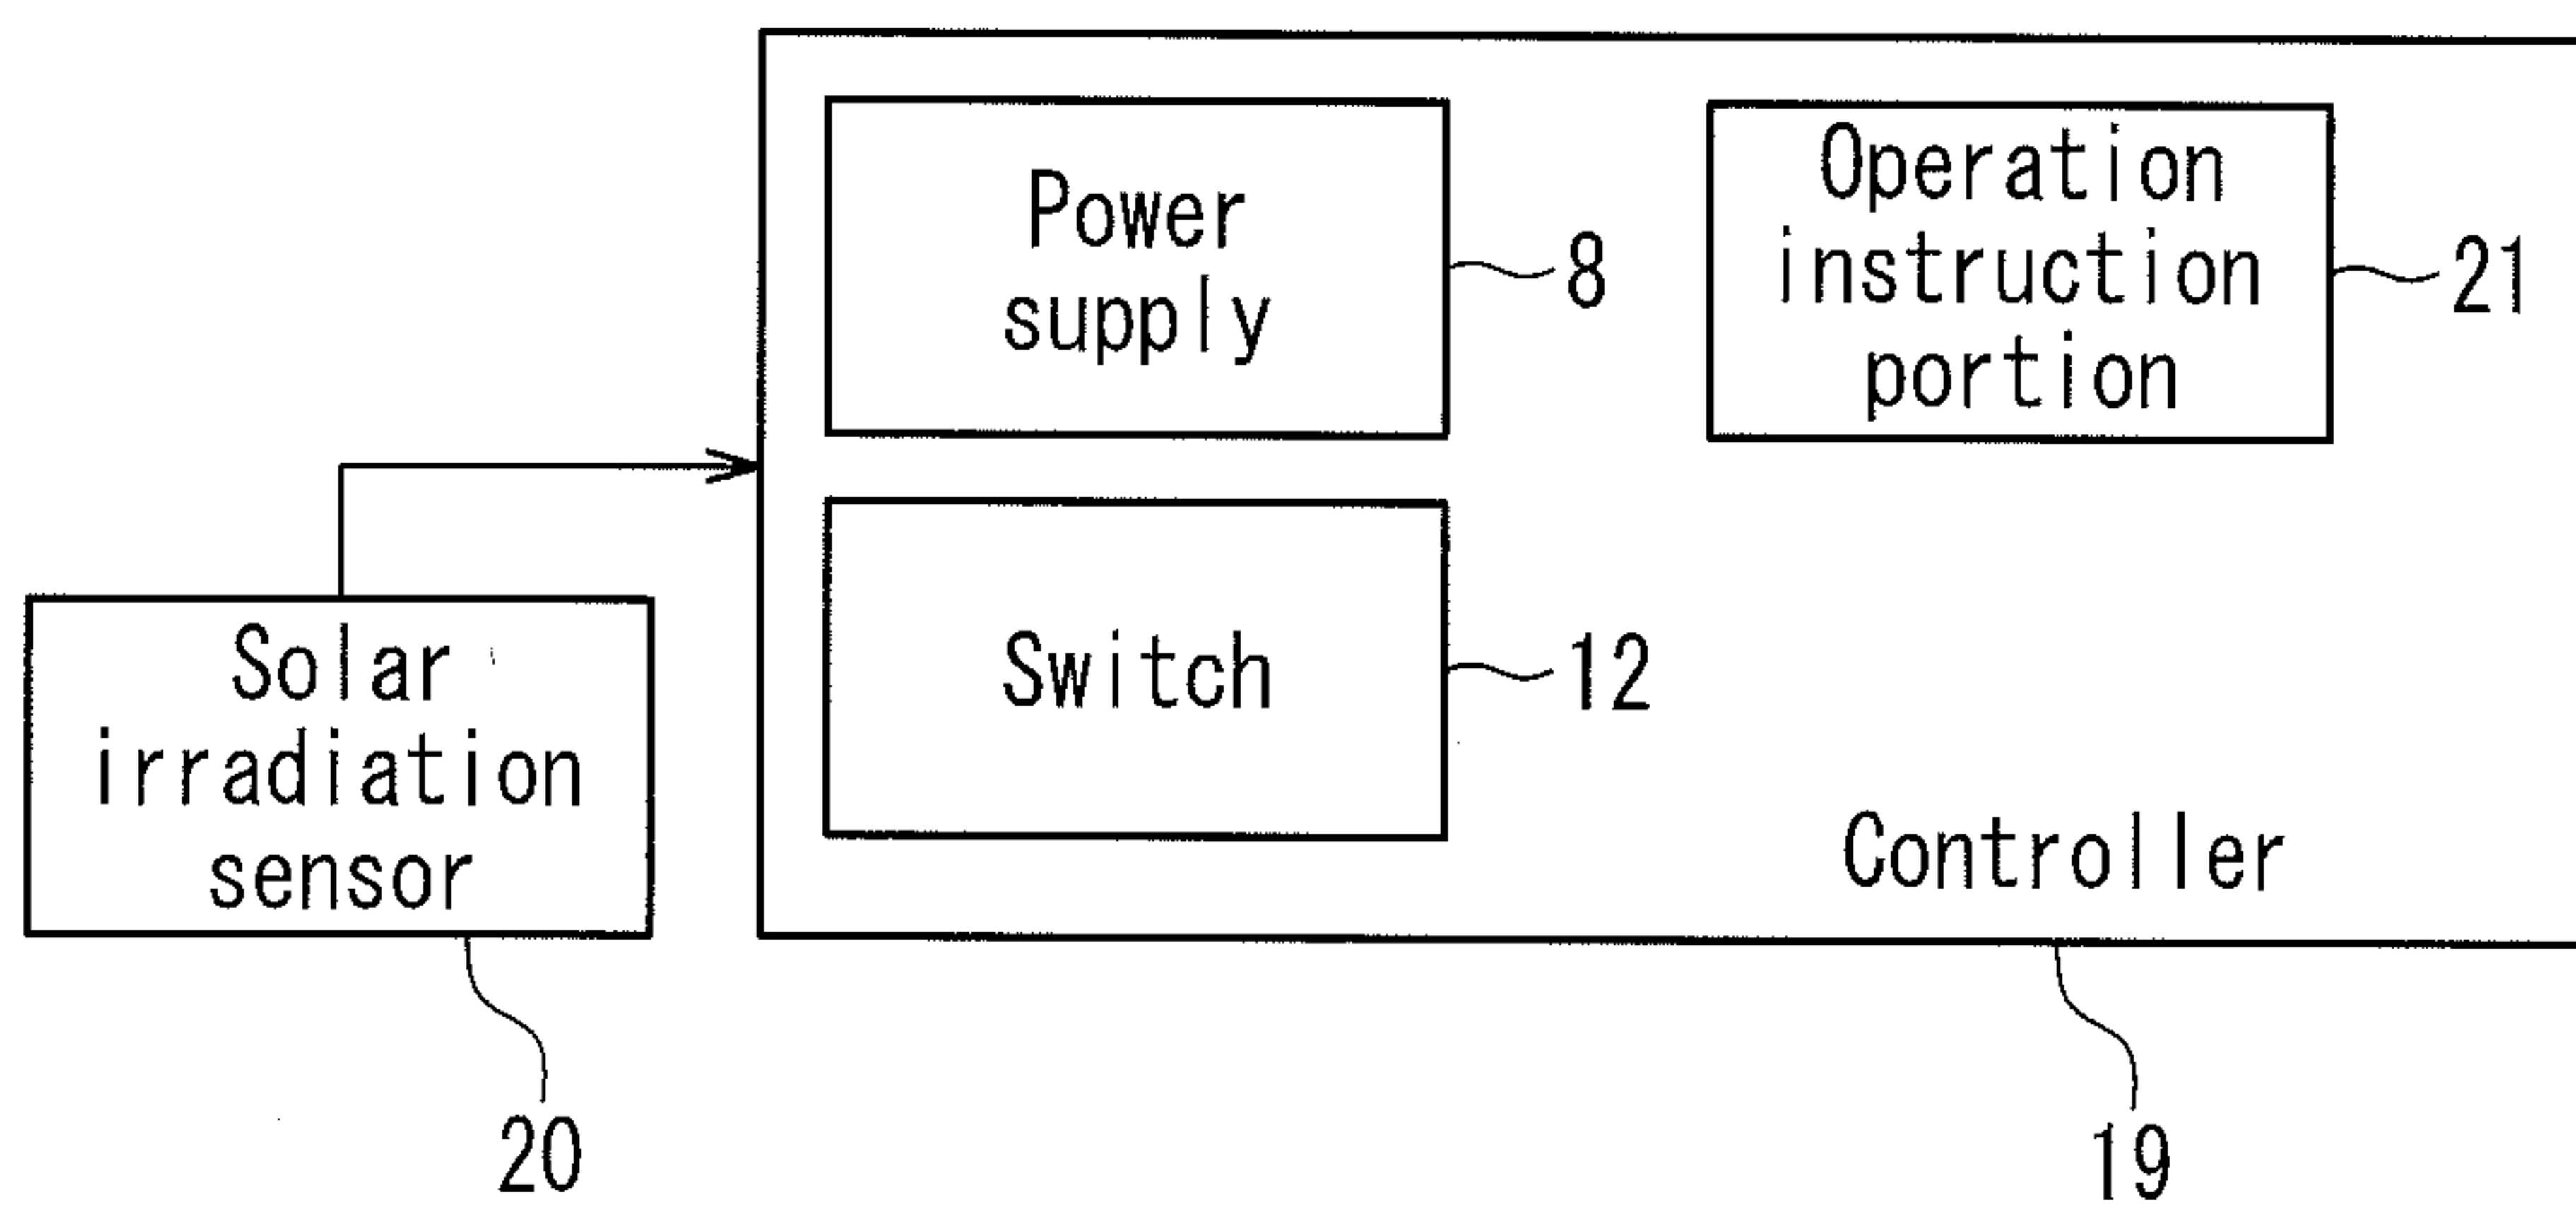 Power
supply
8
Operation
instruction
portion
21
Switch
12
Solar
irradiation
sensor
20
Controller
19